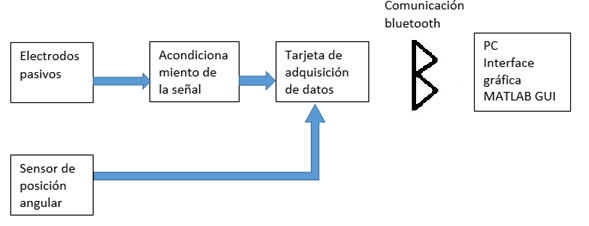 Comunicación
bluetooth
Electrodos
pasivos
Acondiciona
miento de
la señal
Tarjeta de
adquisición
de datos
PC
Interface
gráfica
MATLAB GUI
Sensor de
posición
angular